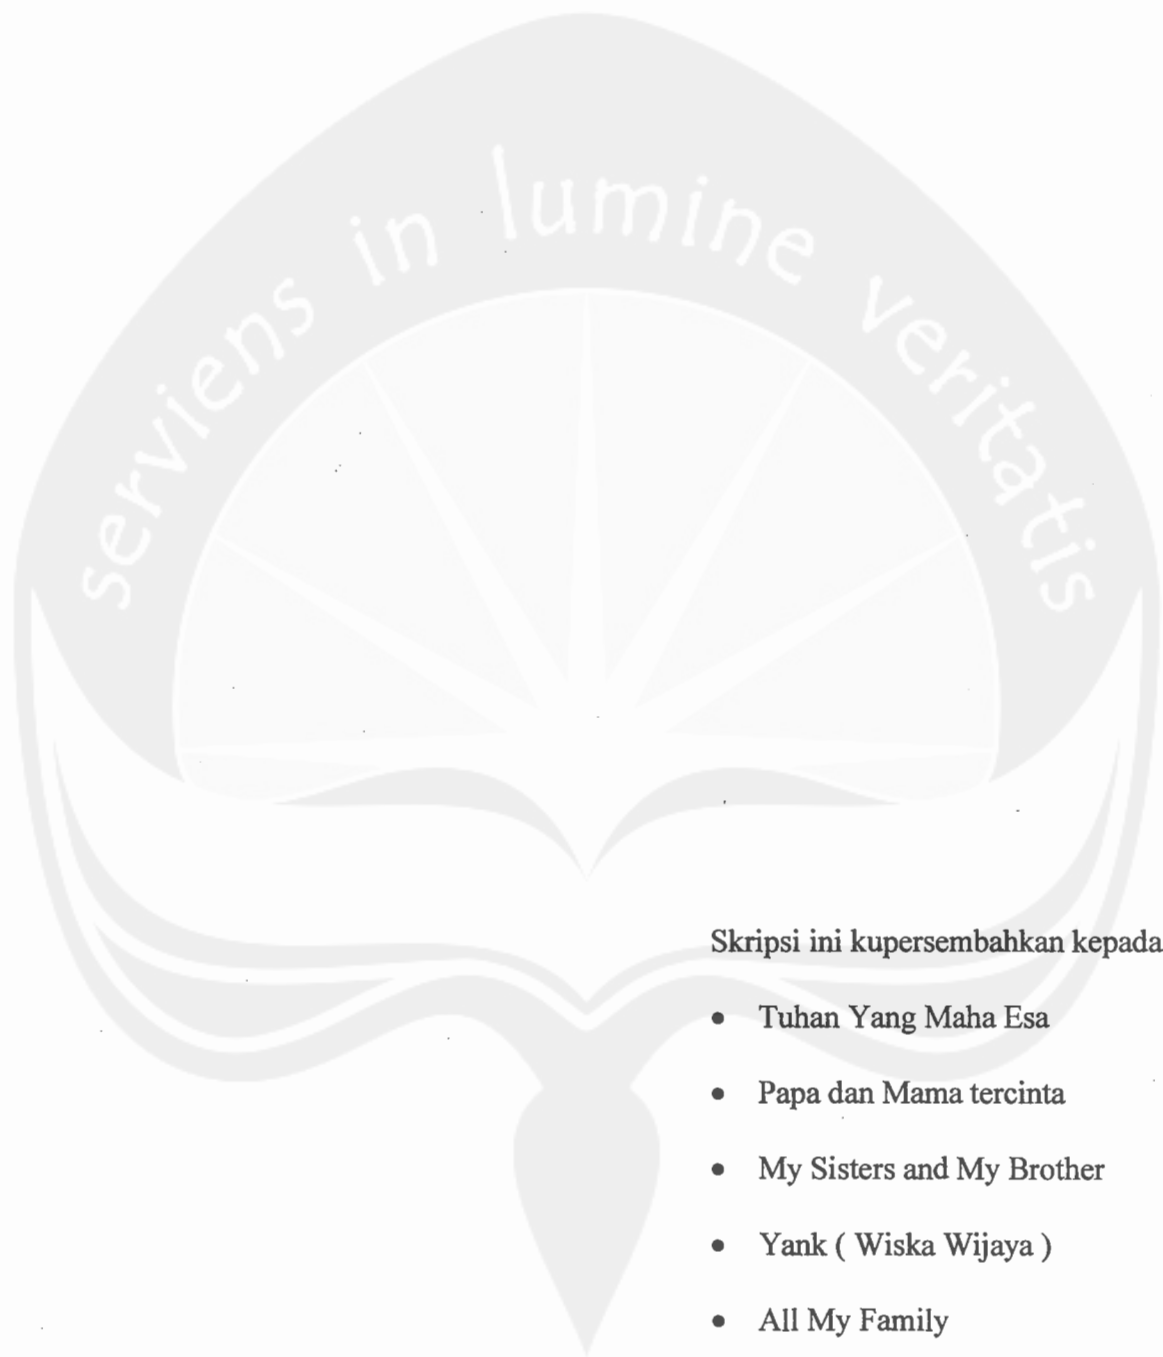 serviens in lumine veritatis
Skripsi ini kupersembahkan kepada
• Tuhan Yang Maha Esa
• Papa dan Mama tercinta
• My Sisters and My Brother
• Yank ( Wiska Wijaya )
• All My Family